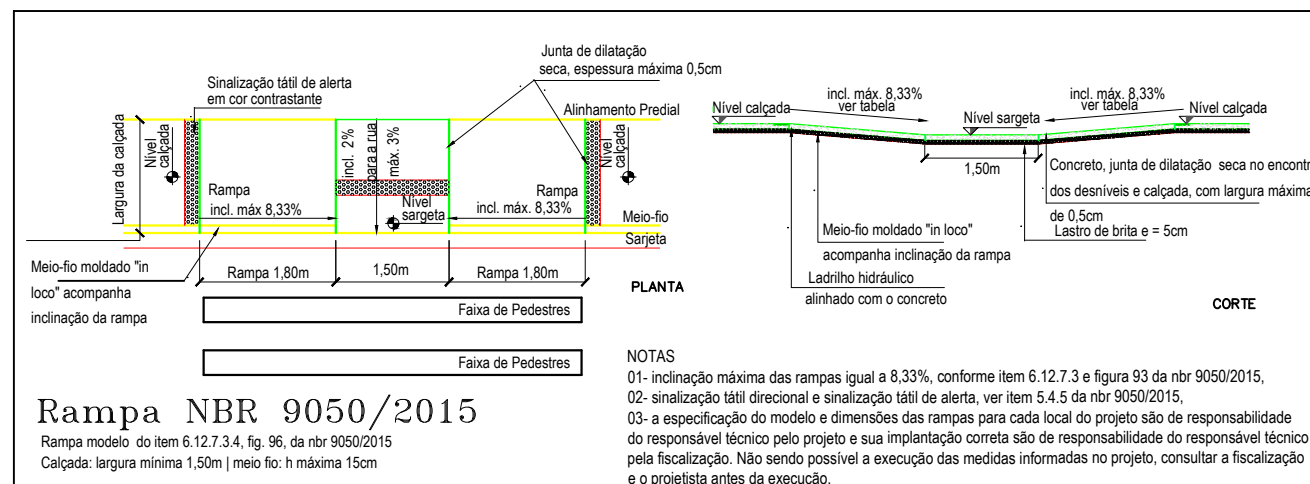 Junta de dilatação
seca, espessura máxima 0,5cm
Sinalização tátil de alerta
em cor contrastante
Alinhamento Predial
Largura da calçada
Nível
calçada
incl. 2%
para a rua
máx. 3%
Nível
calçada
Rampa
incl. máx 8,33%
Nível
sargeta
Rampa
incl. máx. 8,33%
Meio-fio
Sarjeta
Meio-fio moldado "in
loco" acompanha
inclinação da rampa
Rampa 1,80m
1,50m
Rampa 1,80m
PLANTA
Faixa de Pedestres
Faixa de Pedestres
incl. máx. 8,33%
ver tabela
incl. máx. 8,33%
ver tabela
Nível calçada
Nível sargeta
Nível calçada
1,50m
Concreto, junta de dilatação seca no encontr
dos desníveis e calçada, com largura máxima
de 0,5cm
Lastro de brita e = 5cm
Meio-fio moldado "in loco"
acompanha inclinação da rampa
Ladrilho hidráulico
alinhado com o concreto
CORTE
Rampa NBR 9050/2015
Rampa modelo do item 6.12.7.3.4, fig. 96, da nbr 9050/2015
Calçada: largura mínima 1,50m | meio fio: h máxima 15cm
NOTAS
01- inclinação máxima das rampas igual a 8,33%, conforme item 6.12.7.3 e figura 93 da nbr 9050/2015,
02- sinalização tátil direcional e sinalização tátil de alerta, ver item 5.4.5 da nbr 9050/2015,
03- a especificação do modelo e dimensões das rampas para cada local do projeto são de responsabilidade
do responsável técnico pelo projeto e sua implantação correta são de responsabilidade do responsável técnico
pela fiscalização. Não sendo possível a execução das medidas informadas no projeto, consultar a fiscalização
e o projetista antes da execução.